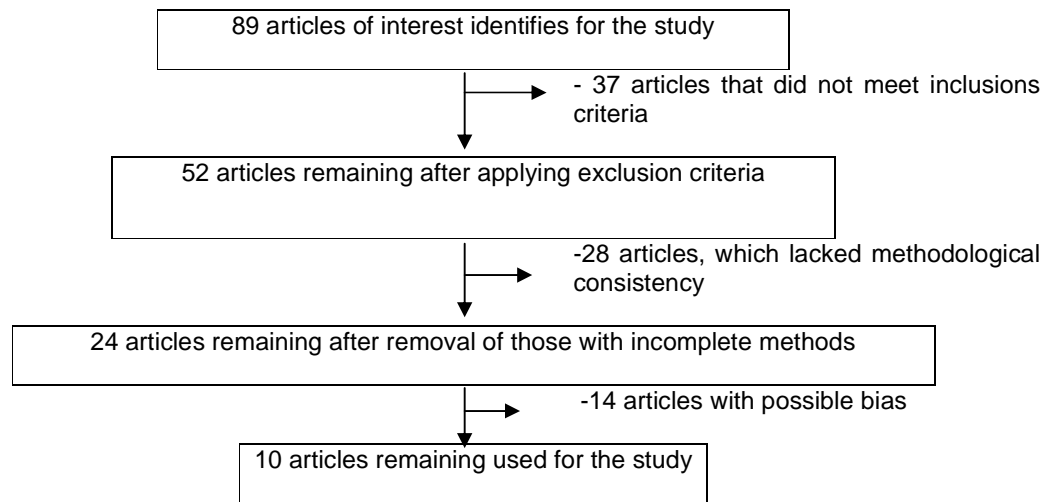 89 articles of interest identifies for the study
- 37 articles that did not meet inclusions
criteria
52 articles remaining after applying exclusion criteria
-28 articles, which lacked methodological
consistency
24 articles remaining after removal of those with incomplete methods
-14 articles with possible bias
10 articles remaining used for the study